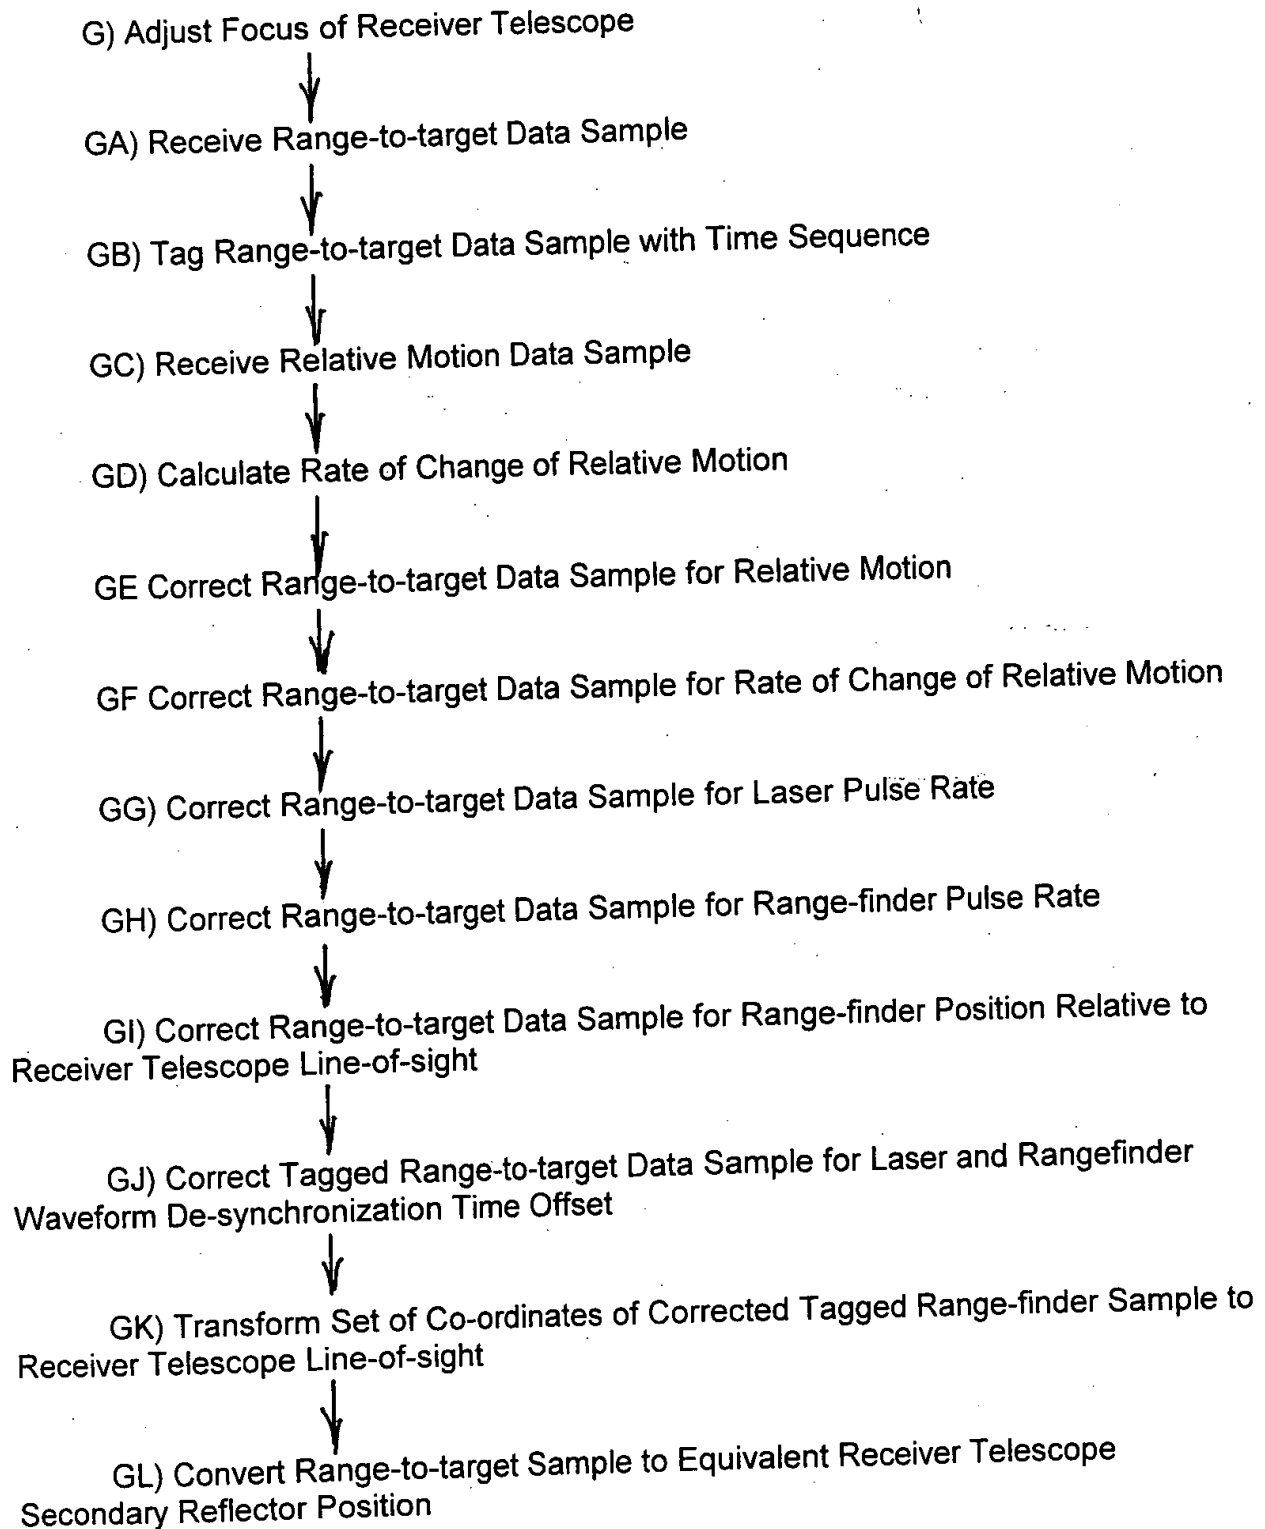 G) Adjust Focus of Receiver Telescope
GA) Receive Range-to-target Data Sample
GB) Tag Range-to-target Data Sample with Time Sequence
GC) Receive Relative Motion Data Sample
GD) Calculate Rate of Change of Relative Motion
GE Correct Range-to-target Data Sample for Relative Motion
GF Correct Range-to-target Data Sample for Rate of Change of Relative Motion
GG) Correct Range-to-target Data Sample for Laser Pulse Rate
GH) Correct Range-to-target Data Sample for Range-finder Pulse Rate
GI) Correct Range-to-target Data Sample for Range-finder Position Relative to
Receiver Telescope Line-of-sight
GJ) Correct Tagged Range-to-target Data Sample for Laser and Rangefinder
Waveform De-synchronization Time Offset
GK) Transform Set of Co-ordinates of Corrected Tagged Range-finder Sample to
Receiver Telescope Line-of-sight
GL) Convert Range-to-target Sample to Equivalent Receiver Telescope
Secondary Reflector Position